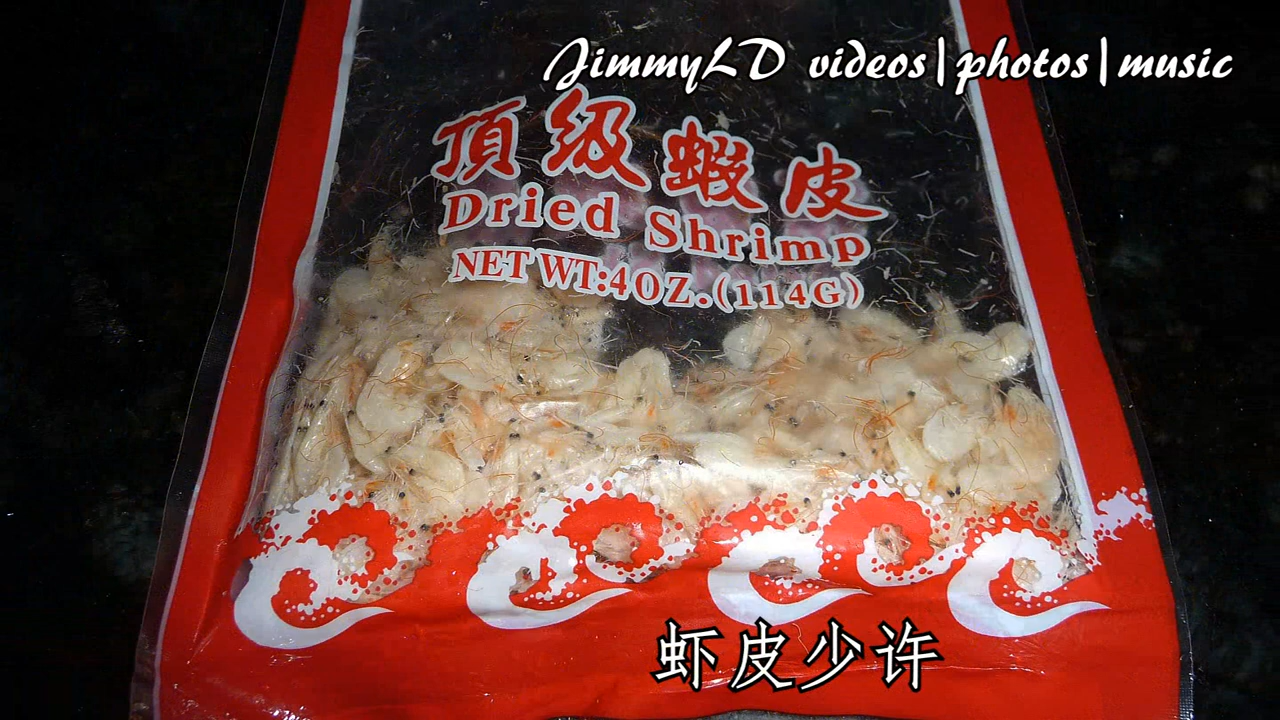 JimmyLD videos|photos|music
頂級蝦皮
Dried Shrimp
NET WT:4OZ.(114G)
虾皮少许